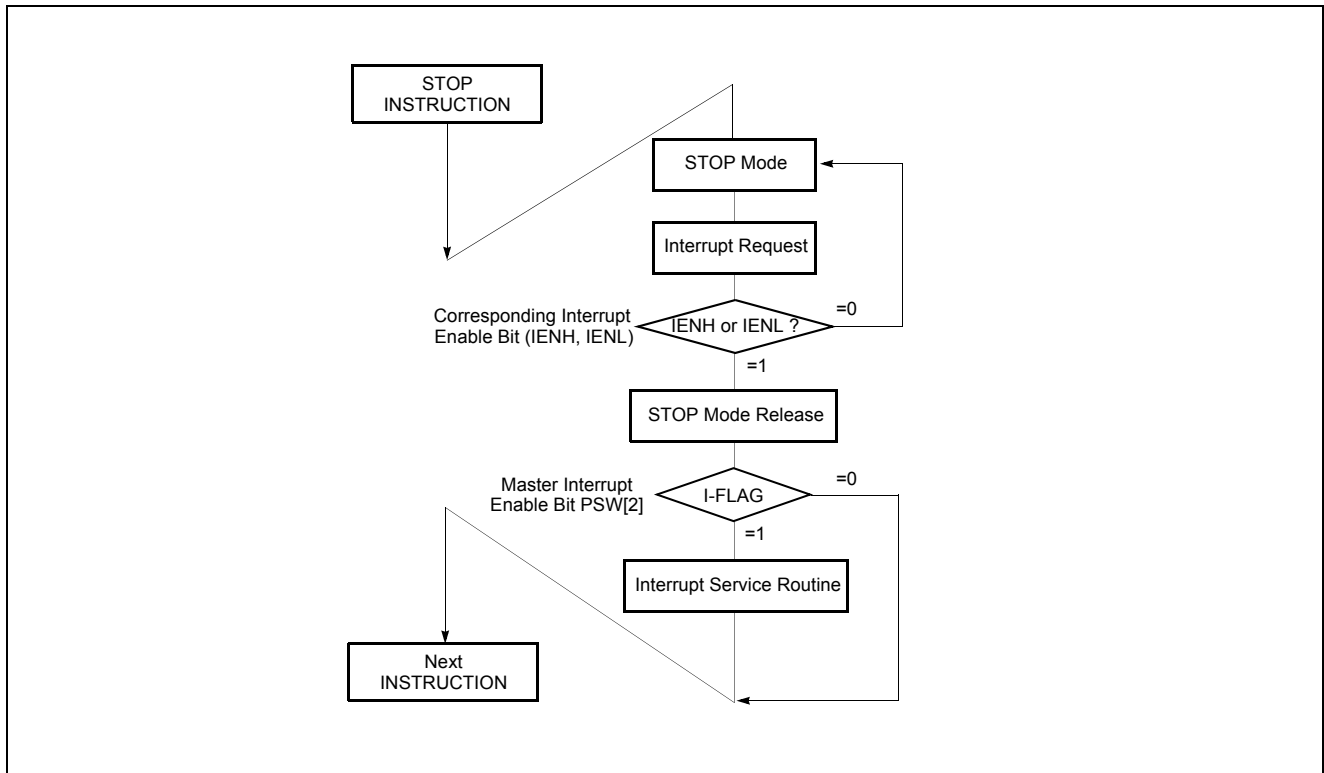 STOP
INSTRUCTION
STOP Mode
Interrupt Request
Corresponding Interrupt
Enable Bit (IENH, IENL)
IENH or IENL ?
=0
=1
STOP Mode Release
Master Interrupt
Enable Bit PSW[2]
I-FLAG
=0
=1
Interrupt Service Routine
Next
INSTRUCTION